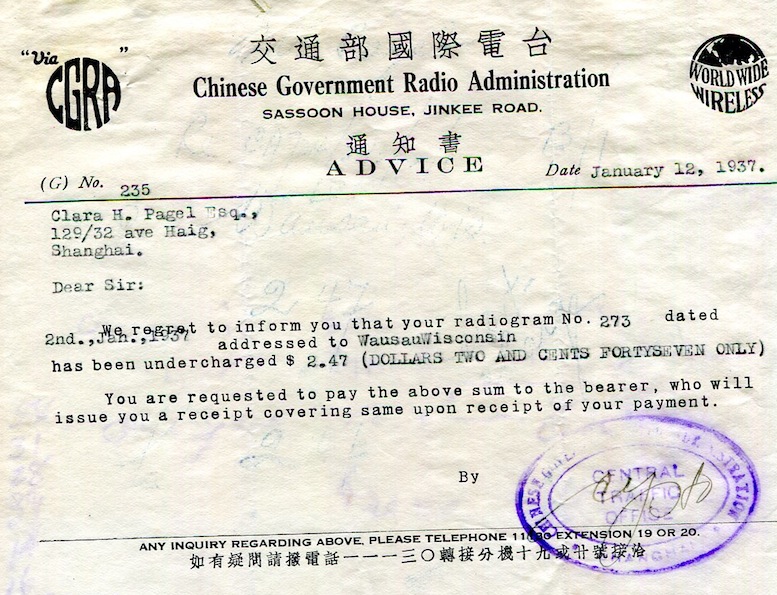 "Via CGRA"
交通部國際電台
Chinese Government Radio Administration
SASSOON HOUSE, JINKEE ROAD.
WORLD WIDE
WIRELESS
通知書
ADVICE
(G) No. 235
Date January 12, 1937.
Clara H. Pagel Esq.,
129/32 ave Haig,
Shanghai.
Dear Sir:
We regret to inform you that your radiogram No. 273 dated
2nd.,Jan.,1937 addressed to WausauWisconsin
has been undercharged $ 2.47 (DOLLARS TWO AND CENTS FORTYSEVEN ONLY)
You are requested to pay the above sum to the bearer, who will
issue you a receipt covering same upon receipt of your payment.
By
CENTRAL
TRAFFIC
OFFICE
SHANGHAI
ANY INQUIRY REGARDING ABOVE, PLEASE TELEPHONE EXTENSION 19 OR 20.
如有疑問請撥電話一一一三〇轉接分機十九或廿號接洽